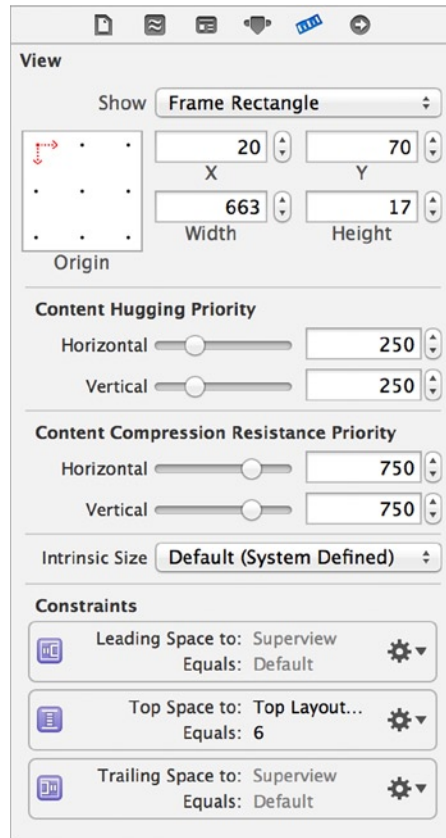 View
Show Frame Rectangle
20 70
X Y
663 17
Width Height
Origin
Content Hugging Priority
Horizontal 250
Vertical 250
Content Compression Resistance Priority
Horizontal 750
Vertical 750
Intrinsic Size Default (System Defined)
Constraints
Leading Space to: Superview
Equals: Default
Top Space to: Top Layout...
Equals: 6
Trailing Space to: Superview
Equals: Default